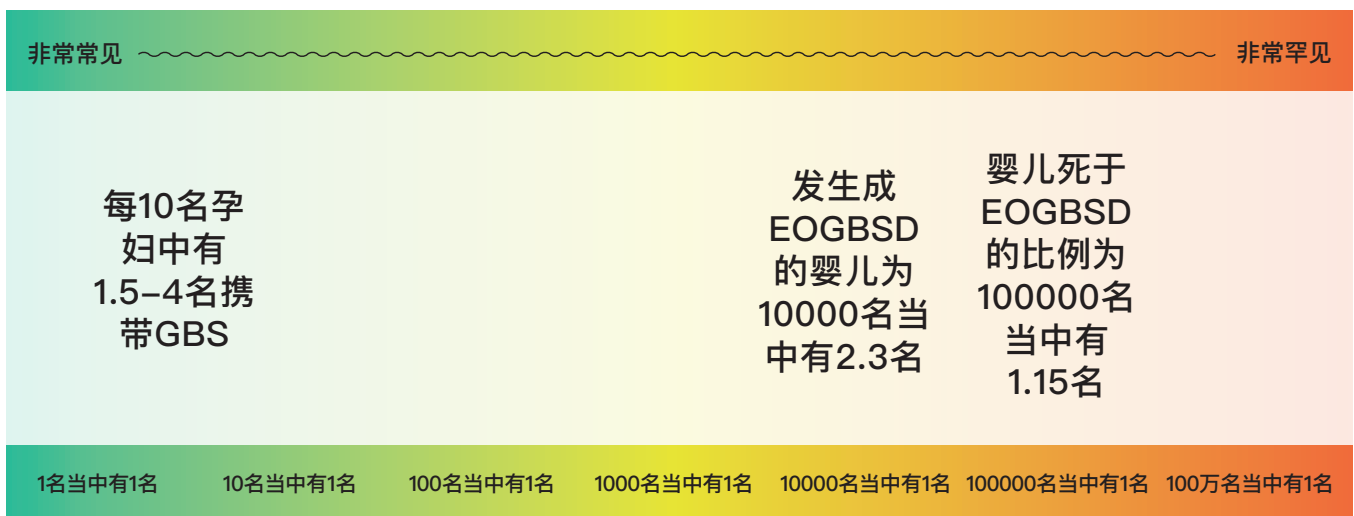 非常常见
非常罕见
每10名孕
妇中有
1.5–4名携
带GBS
发生成
EOGBSD
的婴儿为
10000名当
中有2.3名
婴儿死于
EOGBSD
的比例为
100000名
当中有
1.15名
1名当中有1名
10名当中有1名
100名当中有1名
1000名当中有1名
10000名当中有1名
100000名当中有1名
100万名当中有1名